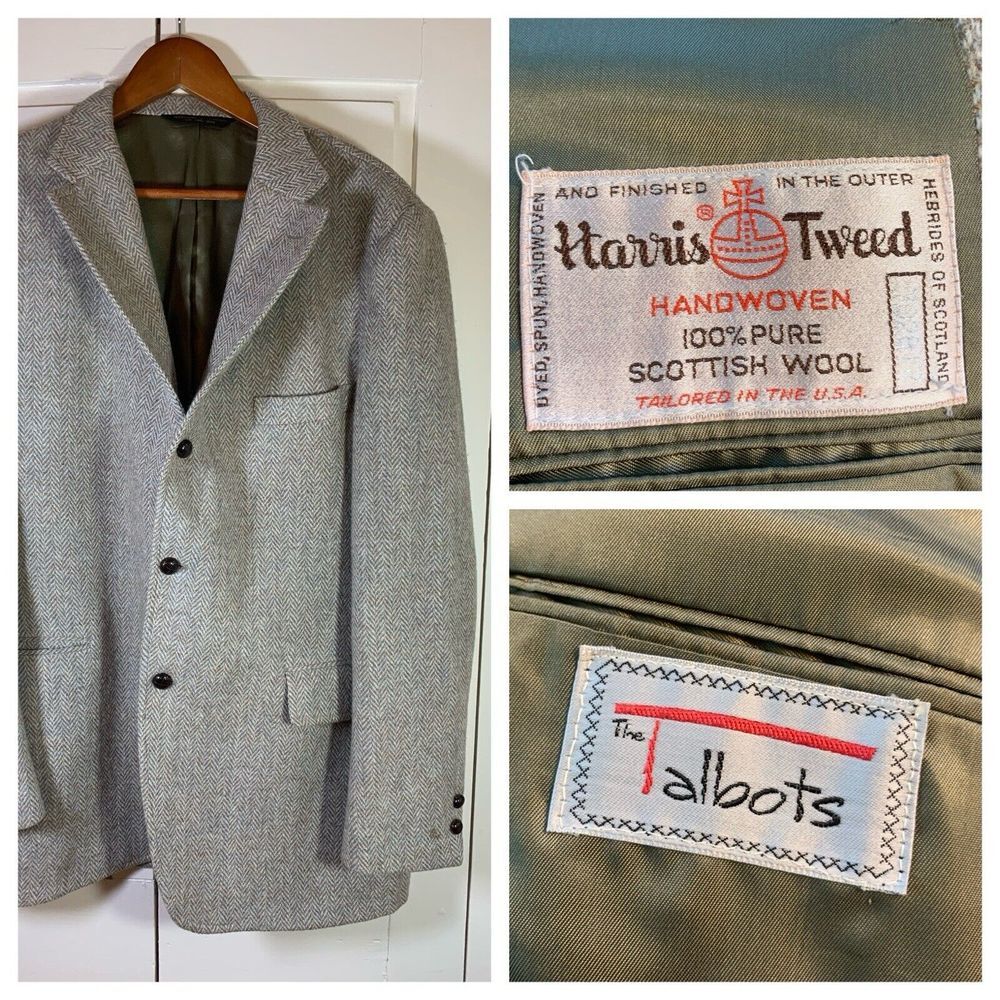 AND FINISHED IN THE OUTER
DYED, SPUN, HANDWOVEN
HEBRIDES OF SCOTLAND
Harris® Tweed
HANDWOVEN
100% PURE
SCOTTISH WOOL
TAILORED IN THE U.S.A.
The Talbots